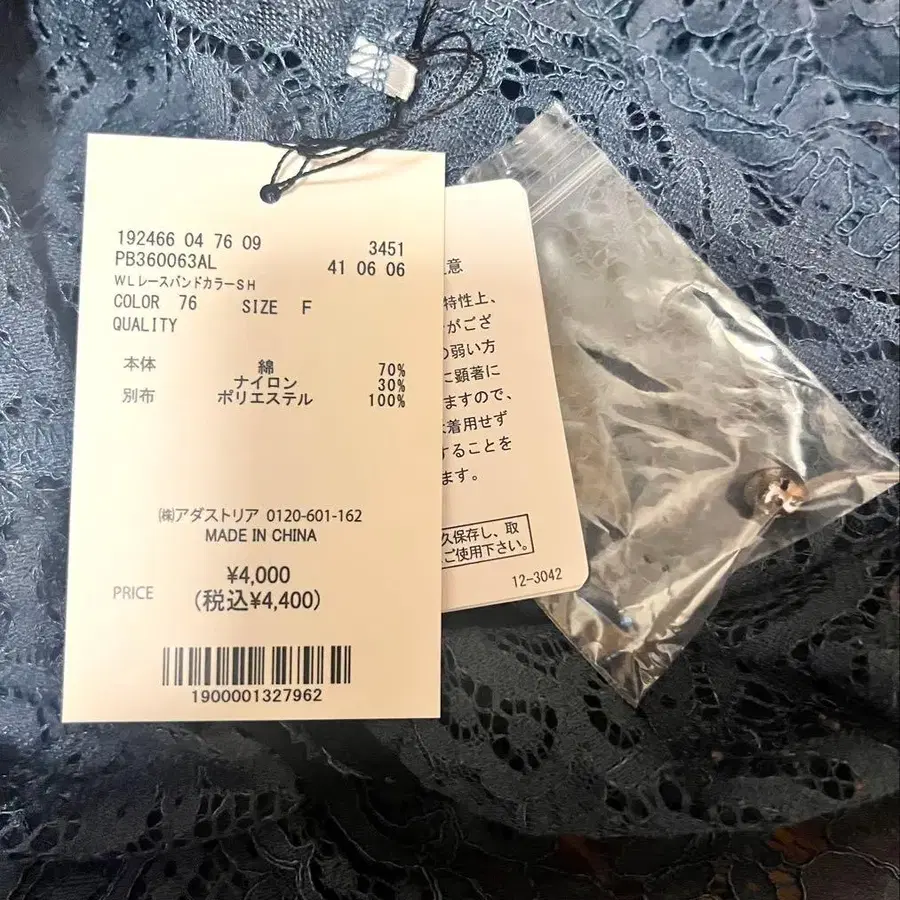 192466 04 76 09
3451
PB360063AL
41 06 06
WLレースバンドカラーSH
COLOR 76 SIZE F
QUALITY
本体 綿 70%
ナイロン 30%
別布 ポリエステル 100%
㈱アダストリア 0120-601-162
MADE IN CHINA
PRICE
¥4,000
(税込¥4,400)
1900001327962
意
特性上、
がござ
の弱い方
に顕著に
ますので、
着用せず
することを
ます。
久保存し、取
ご使用下さい。
12-3042